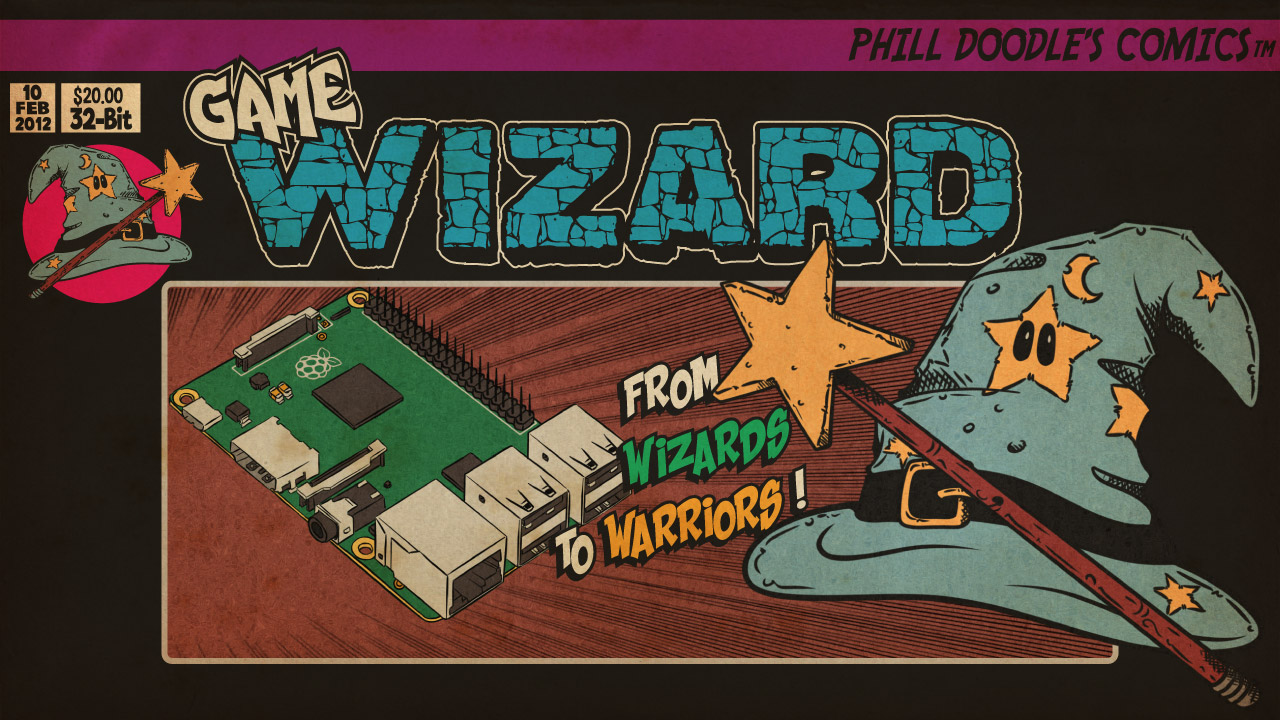 PHILL DOODLE'S COMICS™
10
FEB
2012
$20.00
32-Bit
GAME
WIZARD
FROM
WiZARDS
TO WARRiORS!